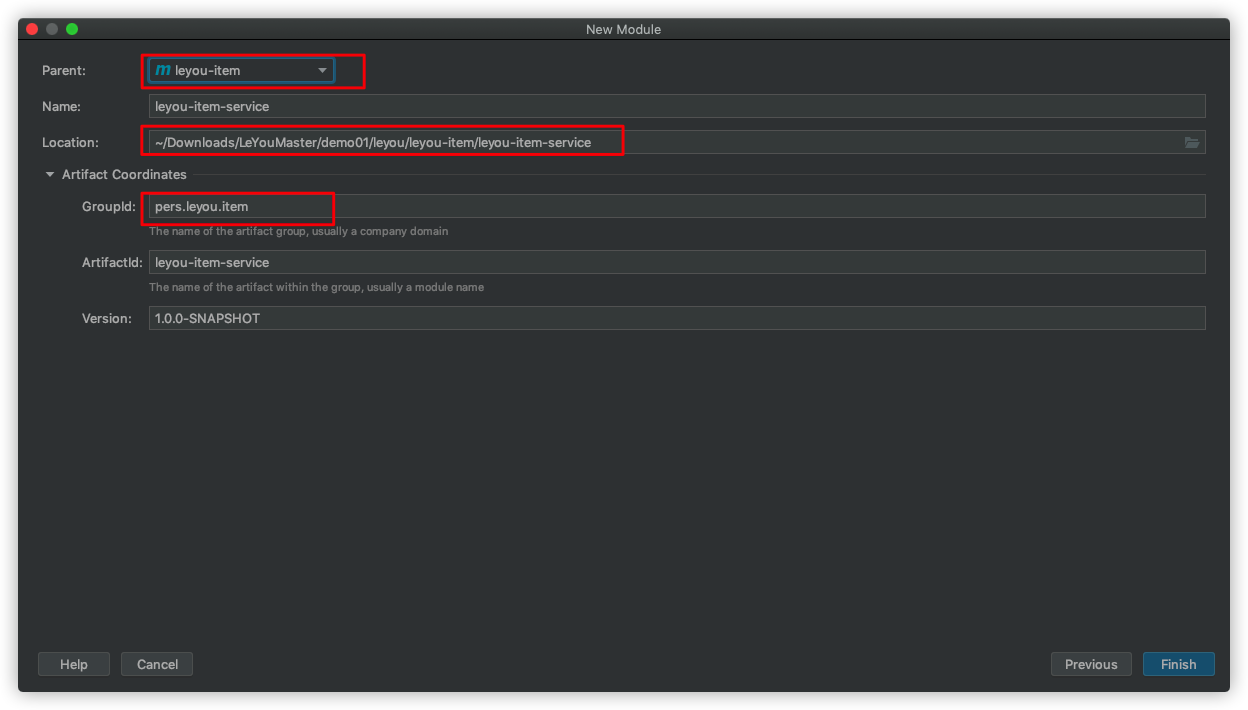 New Module
Parent: m leyou-item
Name: leyou-item-service
Location: ~/Downloads/LeYouMaster/demo01/leyou/leyou-item/leyou-item-service
Artifact Coordinates
GroupId: pers.leyou.item
The name of the artifact group, usually a company domain
ArtifactId: leyou-item-service
The name of the artifact within the group, usually a module name
Version: 1.0.0-SNAPSHOT
Help Cancel Previous Finish